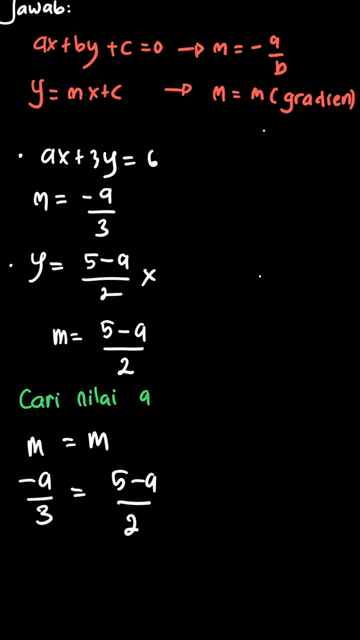 Jawab:
ax+by+c=0 → m = -a/b
y = mx+c → m = m (gradien)
• ax+3y = 6
m = -a/3
• y = 5-a/2 x
m = 5-a/2
Cari nilai a
m = m
-a/3 = 5-a/2